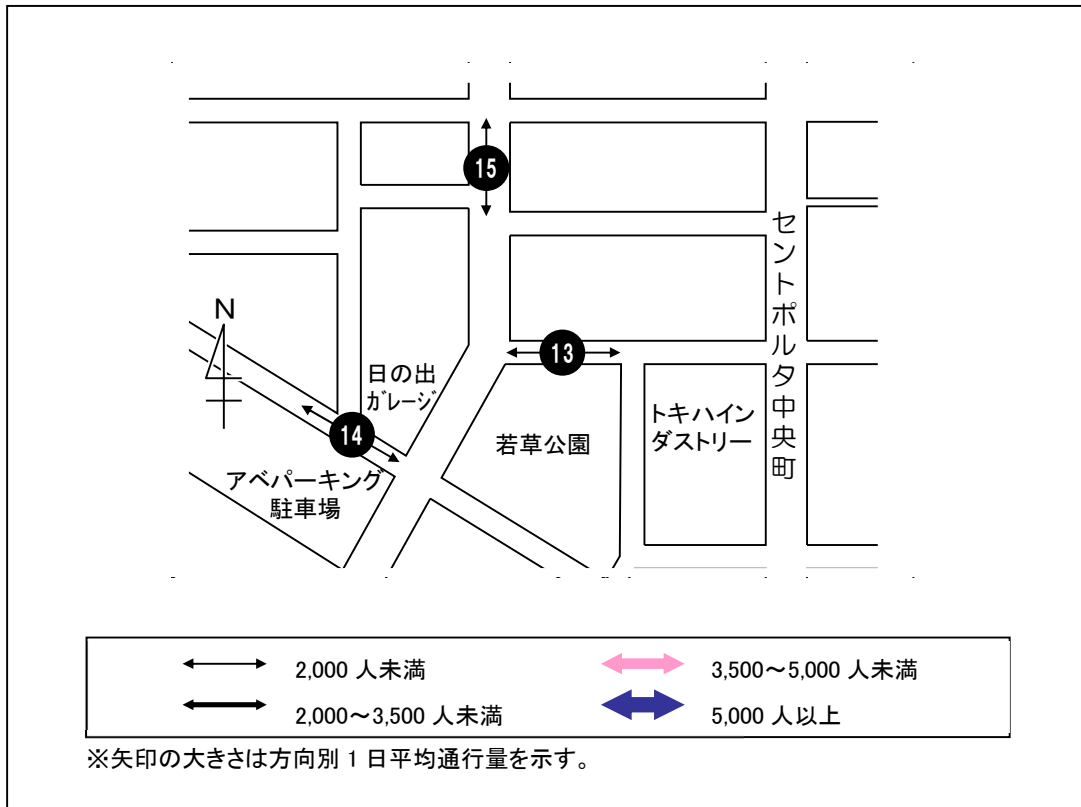 15
セントポルタ中央町
N
13
日の出
ｶﾞﾚｰｼﾞ
14
若草公園
トキハイン
ダストリー
アベパーキング
駐車場
2,000 人未満
3,500～5,000 人未満
2,000～3,500 人未満
5,000 人以上
※矢印の大きさは方向別 1 日平均通行量を示す。